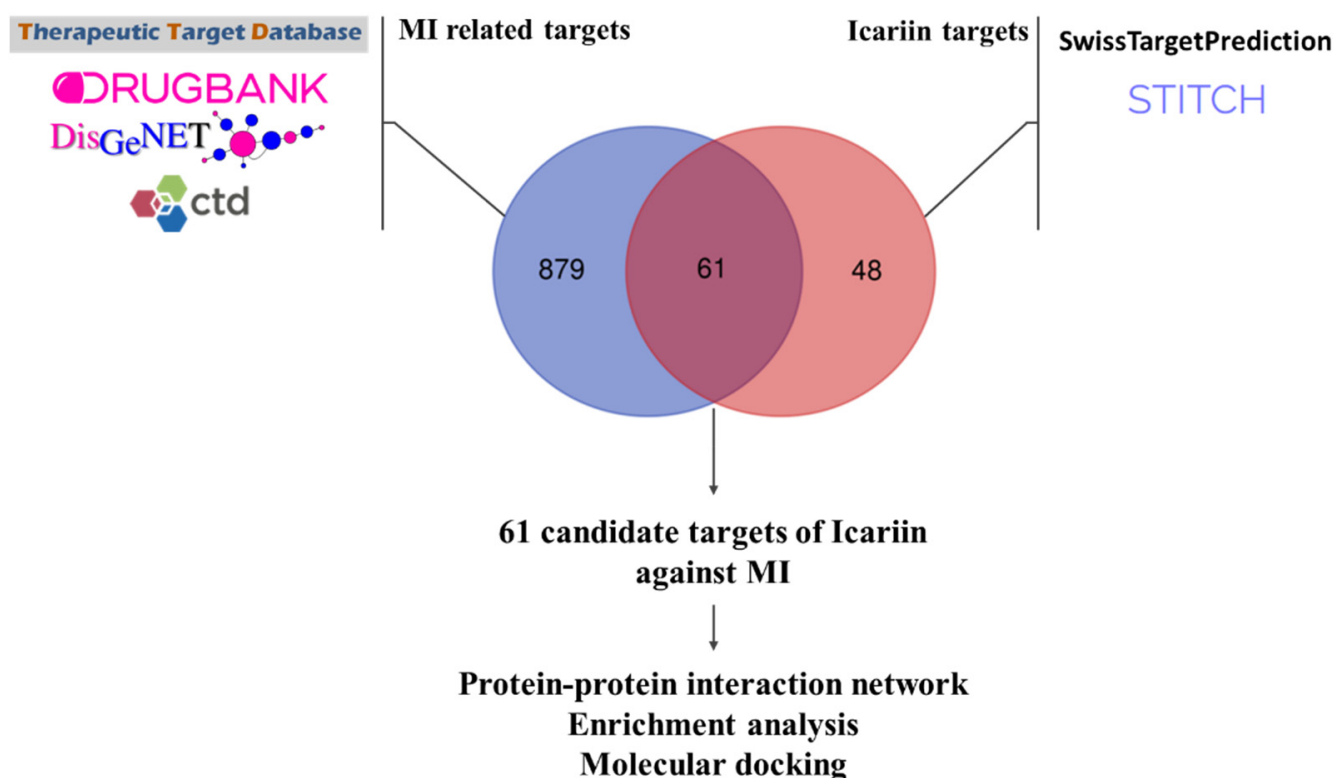 Therapeutic Target Database
DRUGBANK
DisGeNET
ctd
MI related targets
Icariin targets
SwissTargetPrediction
STITCH
879
61
48
61 candidate targets of Icariin
against MI
Protein-protein interaction network
Enrichment analysis
Molecular docking